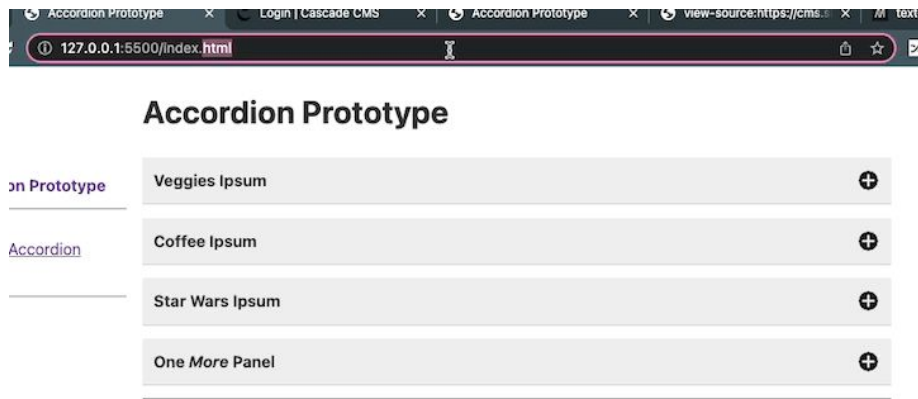 Accordion Prototype
Login | Cascade CMS
Accordion Prototype
view-source:https://cms.s
127.0.0.1:5500/index.html
Accordion Prototype
on Prototype
Accordion
Veggies Ipsum
Coffee Ipsum
Star Wars Ipsum
One More Panel